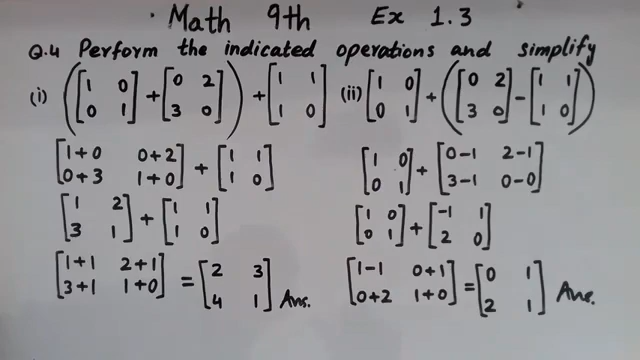 Math 9th Ex 1.3
Q.4 Perform the indicated operations and simplify
(i) ([1 0; 0 1] + [0 2; 3 0]) + [1 1; 1 0] (ii) [1 0; 0 1] + ([0 2; 3 0] - [1 1; 1 0])
[1+0 0+2; 0+3 1+0] + [1 1; 1 0] [1 0; 0 1] + [0-1 2-1; 3-1 0-0]
[1 2; 3 1] + [1 1; 1 0] [1 0; 0 1] + [-1 1; 2 0]
[1+1 2+1; 3+1 1+0] = [2 3; 4 1] Ans. [1-1 0+1; 0+2 1+0] = [0 1; 2 1] Ans.